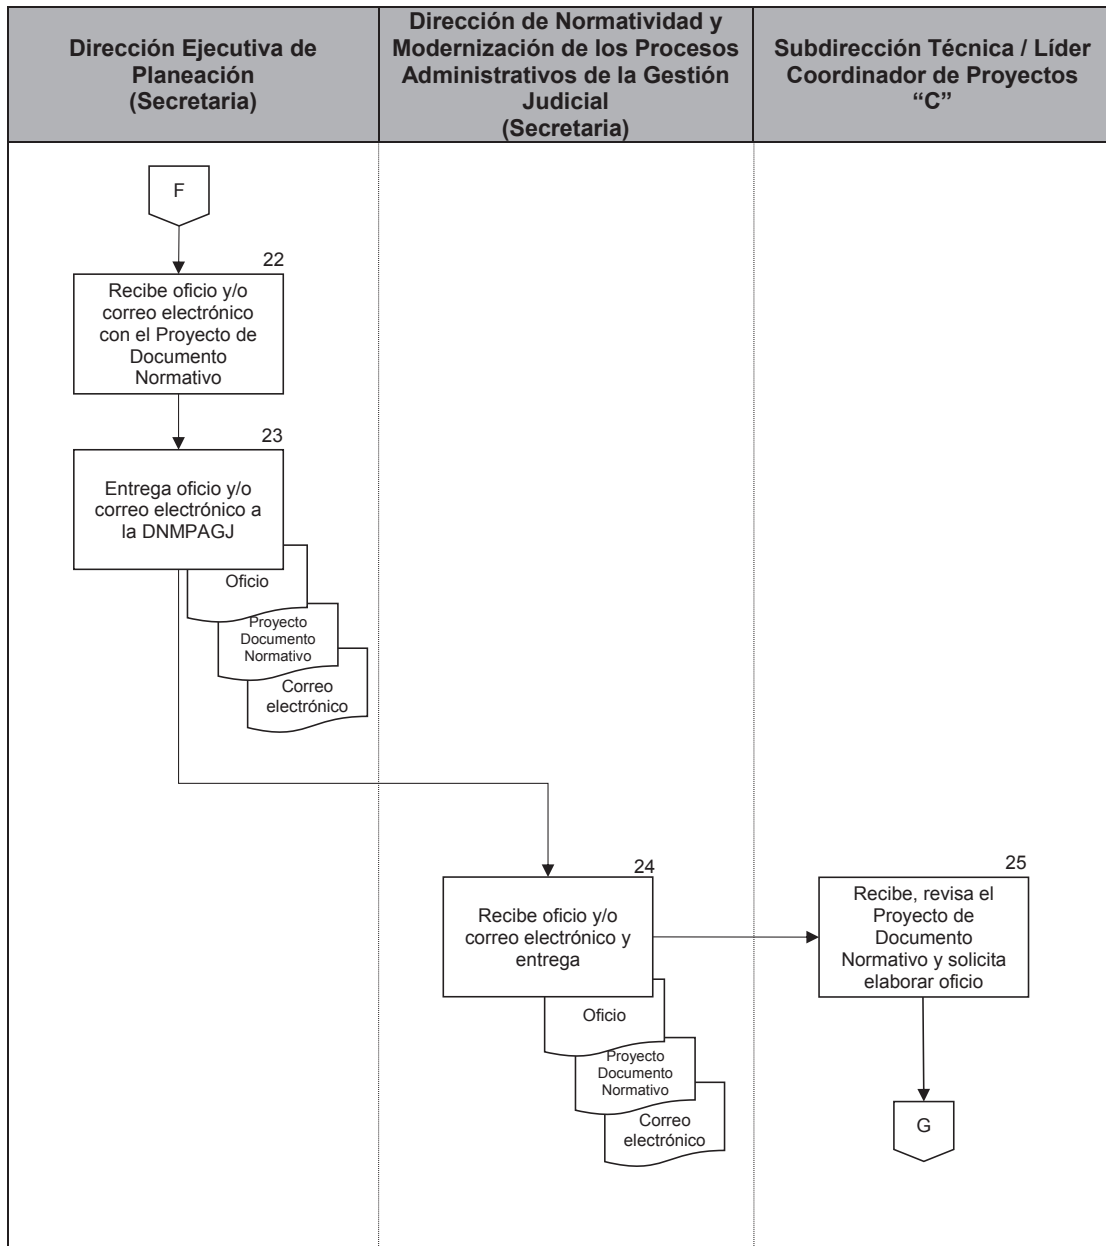 Dirección Ejecutiva de
Planeación
(Secretaria)
Dirección de Normatividad y
Modernización de los Procesos
Administrativos de la Gestión
Judicial
(Secretaria)
Subdirección Técnica / Líder
Coordinador de Proyectos
“C”
F
22
Recibe oficio y/o
correo electrónico
con el Proyecto de
Documento
Normativo
23
Entrega oficio y/o
correo electrónico a
la DNMPAGJ
Oficio
Proyecto
Documento
Normativo
Correo
electrónico
24
Recibe oficio y/o
correo electrónico y
entrega
Oficio
Proyecto
Documento
Normativo
Correo
electrónico
25
Recibe, revisa el
Proyecto de
Documento
Normativo y solicita
elaborar oficio
G